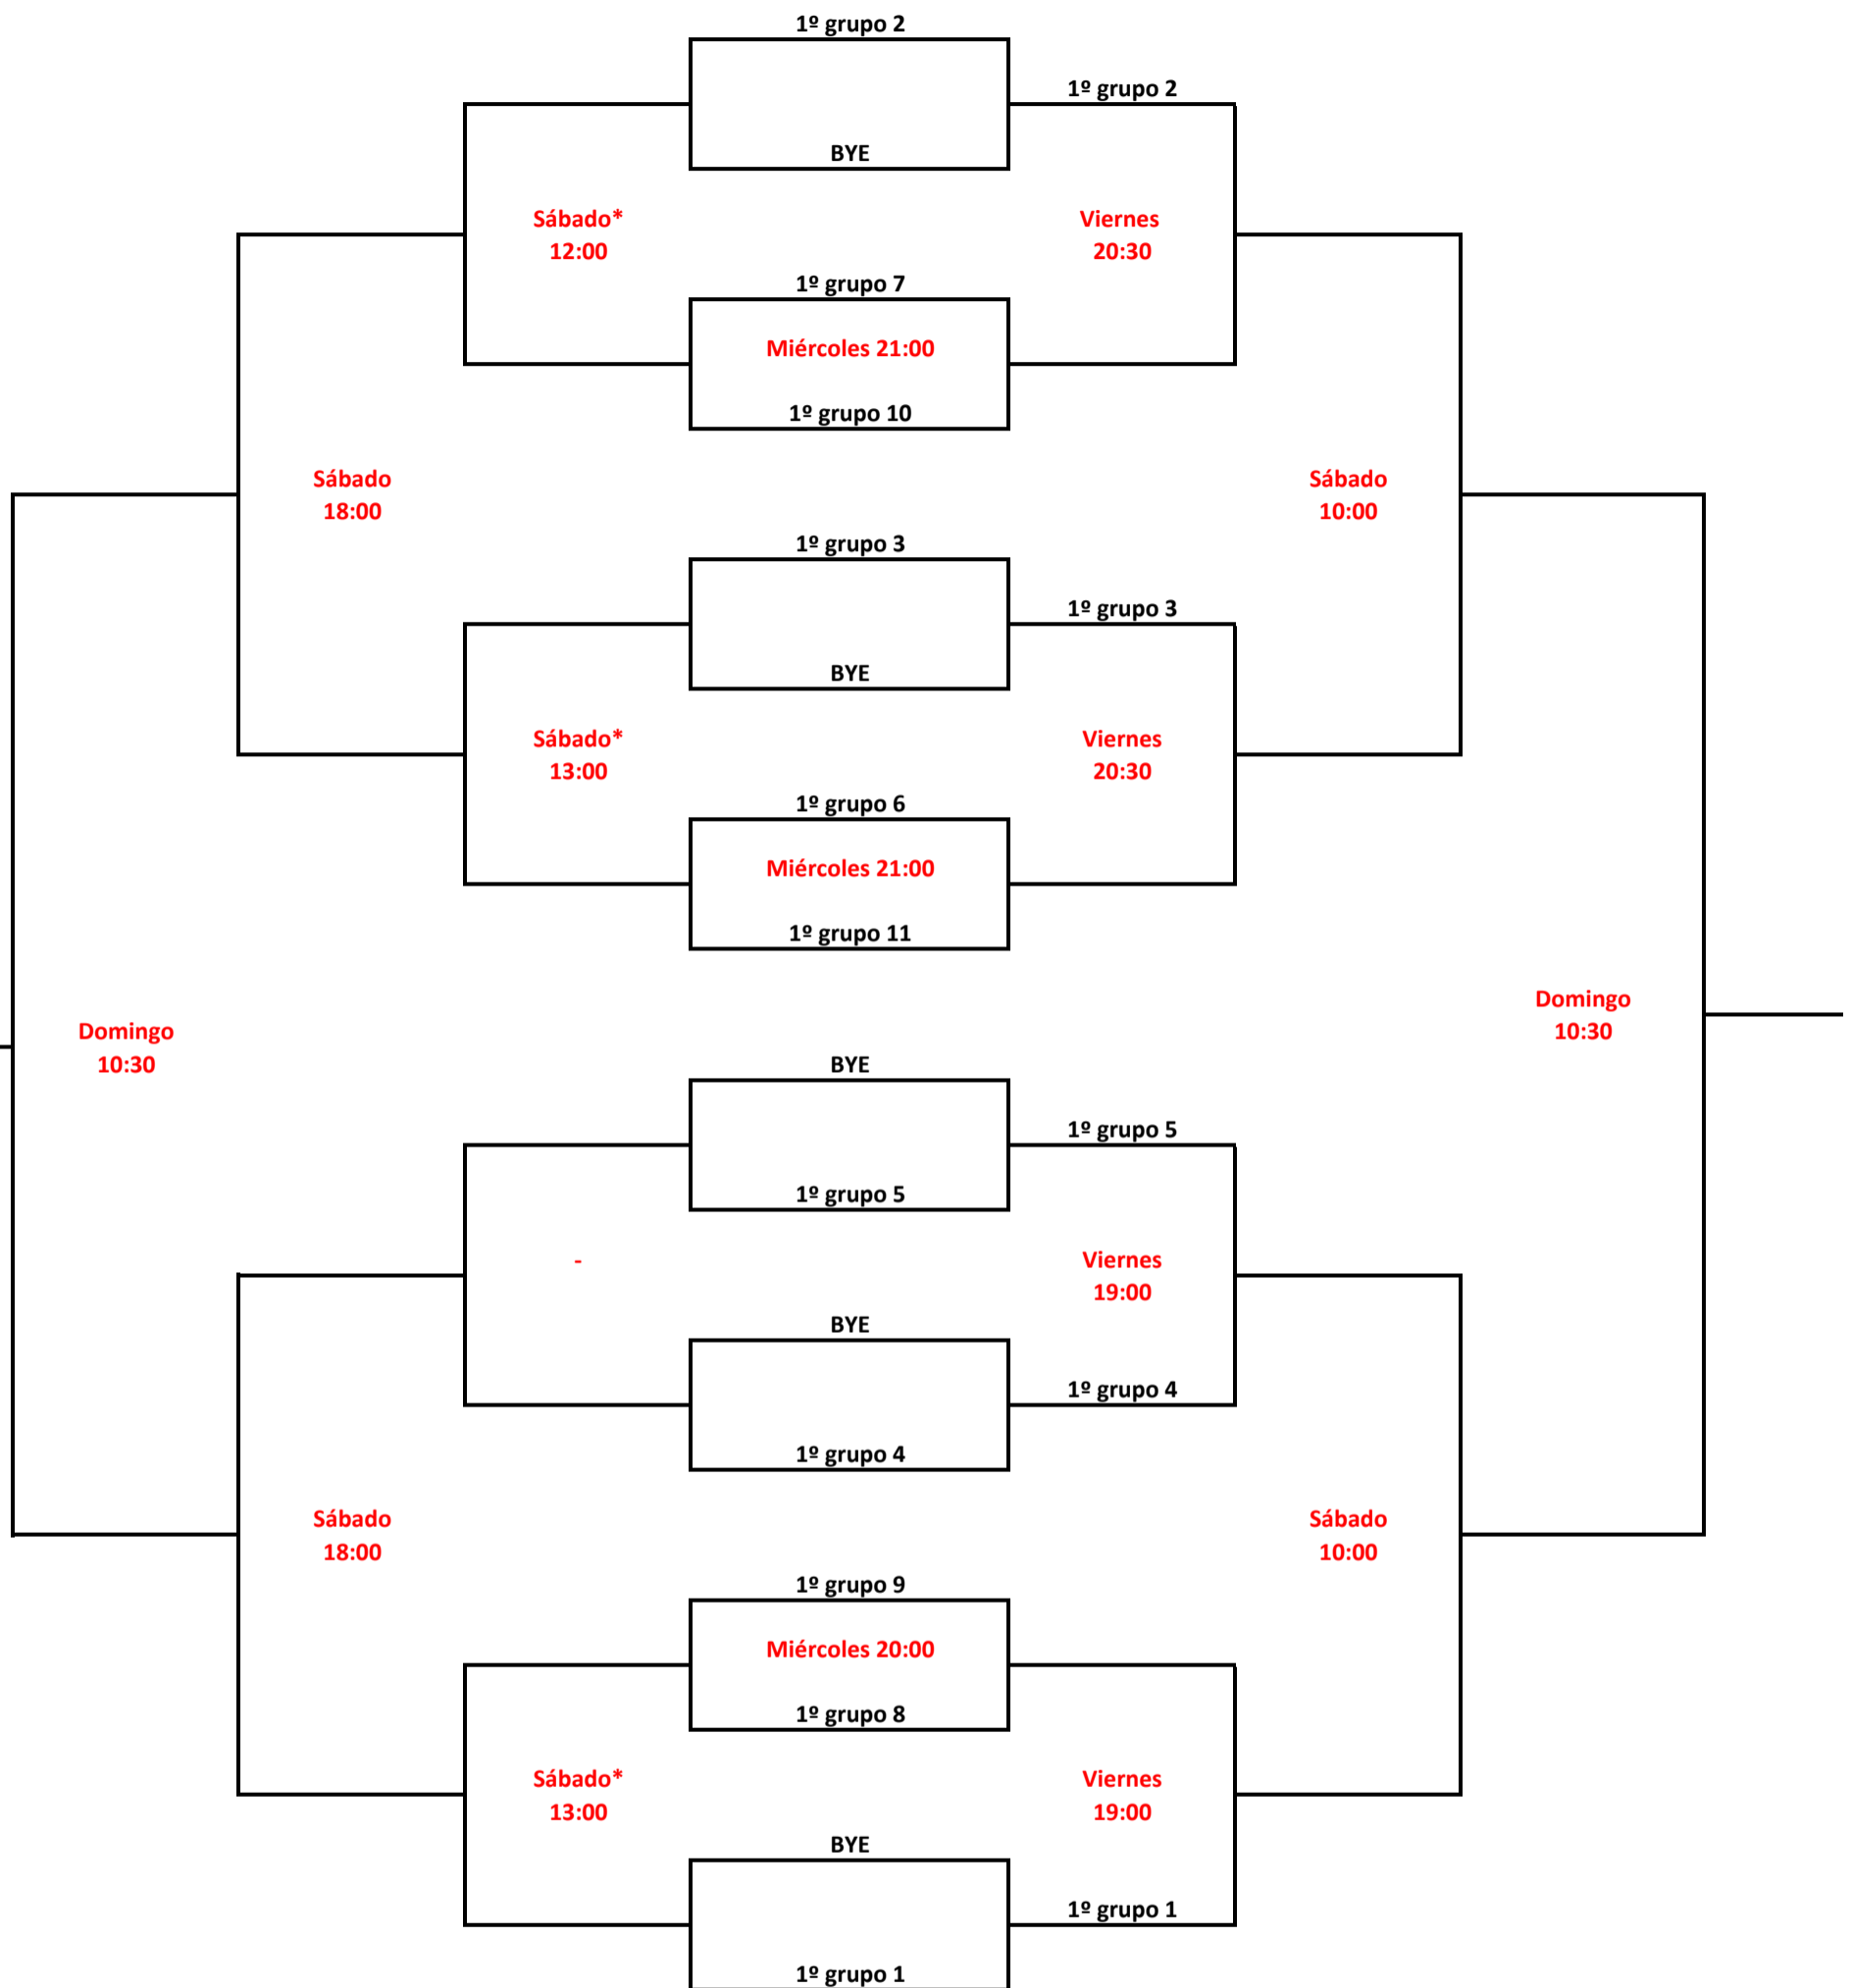 1º grupo 2
1º grupo 2
BYE
Sábado*
12:00
Viernes
20:30
1º grupo 7
Miércoles 21:00
1º grupo 10
Sábado
18:00
Sábado
10:00
1º grupo 3
1º grupo 3
BYE
Sábado*
13:00
Viernes
20:30
1º grupo 6
Miércoles 21:00
1º grupo 11
Domingo
10:30
Domingo
10:30
BYE
1º grupo 5
1º grupo 5
-
Viernes
19:00
BYE
1º grupo 4
1º grupo 4
Sábado
18:00
Sábado
10:00
1º grupo 9
Miércoles 20:00
1º grupo 8
Sábado*
13:00
Viernes
19:00
BYE
1º grupo 1
1º grupo 1